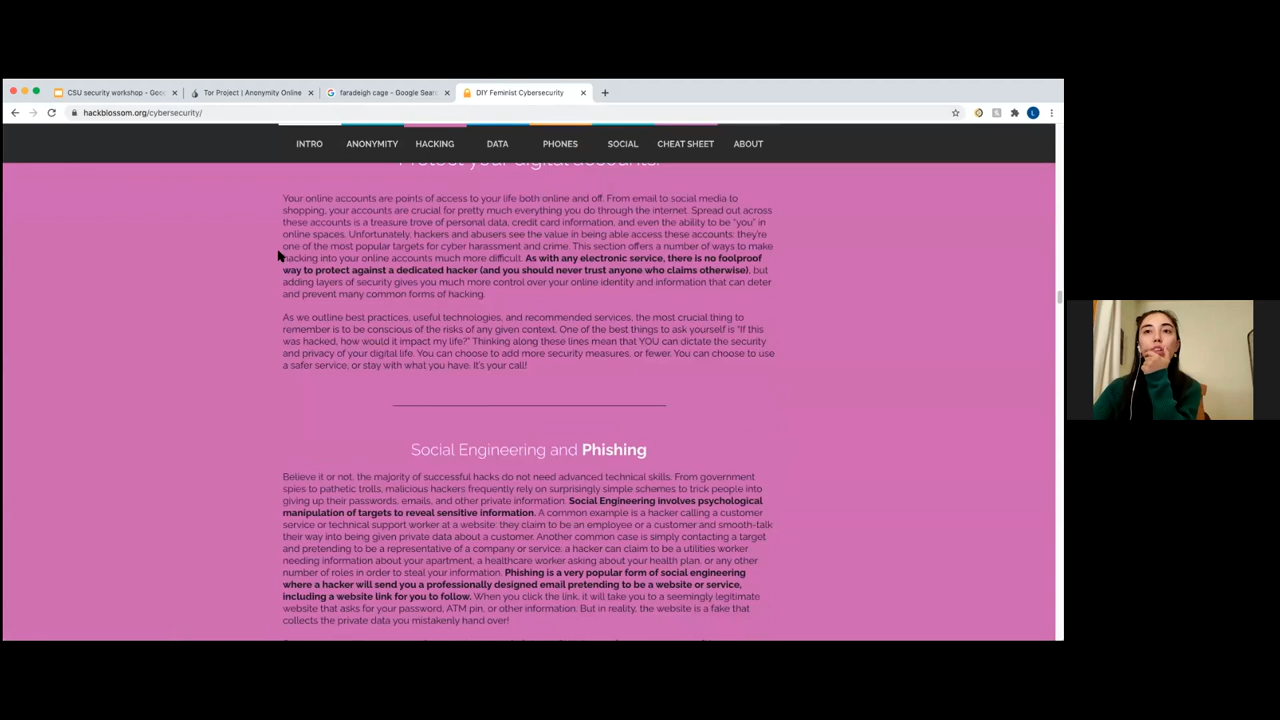 CSU security workshop - Goo
Tor Project | Anonymity Online
faradeigh cage - Google Sear
DIY Feminist Cybersecurity
hackblossom.org/cybersecurity/
INTRO ANONYMITY HACKING DATA PHONES SOCIAL CHEAT SHEET ABOUT
Protect your digital accounts.
Your online accounts are points of access to your life both online and off. From email to social media to
shopping, your accounts are crucial for pretty much everything you do through the internet. Spread out across
these accounts is a treasure trove of personal data, credit card information, and even the ability to be "you" in
online spaces. Unfortunately, hackers and abusers see the value in being able access these accounts: they're
one of the most popular targets for cyber harassment and crime. This section offers a number of ways to make
hacking into your online accounts much more difficult. As with any electronic service, there is no foolproof
way to protect against a dedicated hacker (and you should never trust anyone who claims otherwise), but
adding layers of security gives you much more control over your online identity and information that can deter
and prevent many common forms of hacking.
As we outline best practices, useful technologies, and recommended services, the most crucial thing to
remember is to be conscious of the risks of any given context. One of the best things to ask yourself is "If this
was hacked, how would it impact my life?" Thinking along these lines mean that YOU can dictate the security
and privacy of your digital life. You can choose to add more security measures, or fewer. You can choose to use
a safer service, or stay with what you have. It's your call!
Social Engineering and Phishing
Believe it or not, the majority of successful hacks do not need advanced technical skills. From government
spies to pathetic trolls, malicious hackers frequently rely on surprisingly simple schemes to trick people into
giving up their passwords, emails, and other private information. Social Engineering involves psychological
manipulation of targets to reveal sensitive information. A common example is a hacker calling a customer
service or technical support worker at a website: they claim to be an employee or a customer and smooth-talk
their way into being given private data about a customer. Another common case is simply contacting a target
and pretending to be a representative of a company or service, a hacker can claim to be a utilities worker
needing information about your apartment, a healthcare worker asking about your health plan, or any other
number of roles in order to steal your information. Phishing is a very popular form of social engineering
where a hacker will send you a professionally designed email pretending to be a website or service,
including a website link for you to follow. When you click the link, it will take you to a seemingly legitimate
website that asks for your password, ATM pin, or other information. But in reality, the website is a fake that
collects the private data you mistakenly hand over!